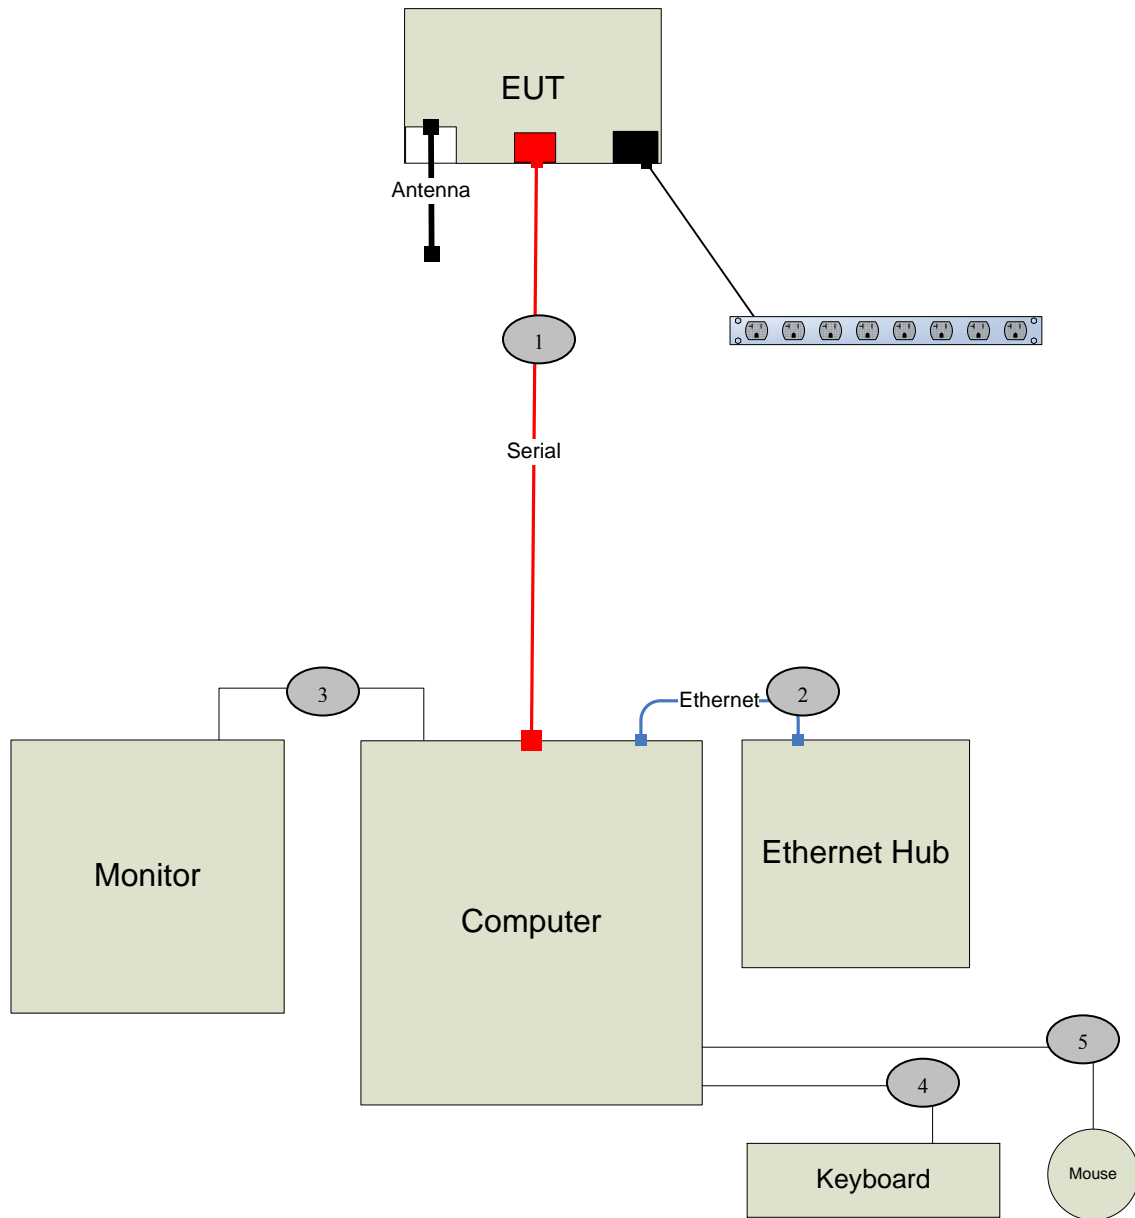 EUT
Antenna
1
Serial
3
Ethernet
2
Monitor
Computer
Ethernet Hub
5
4
Keyboard
Mouse